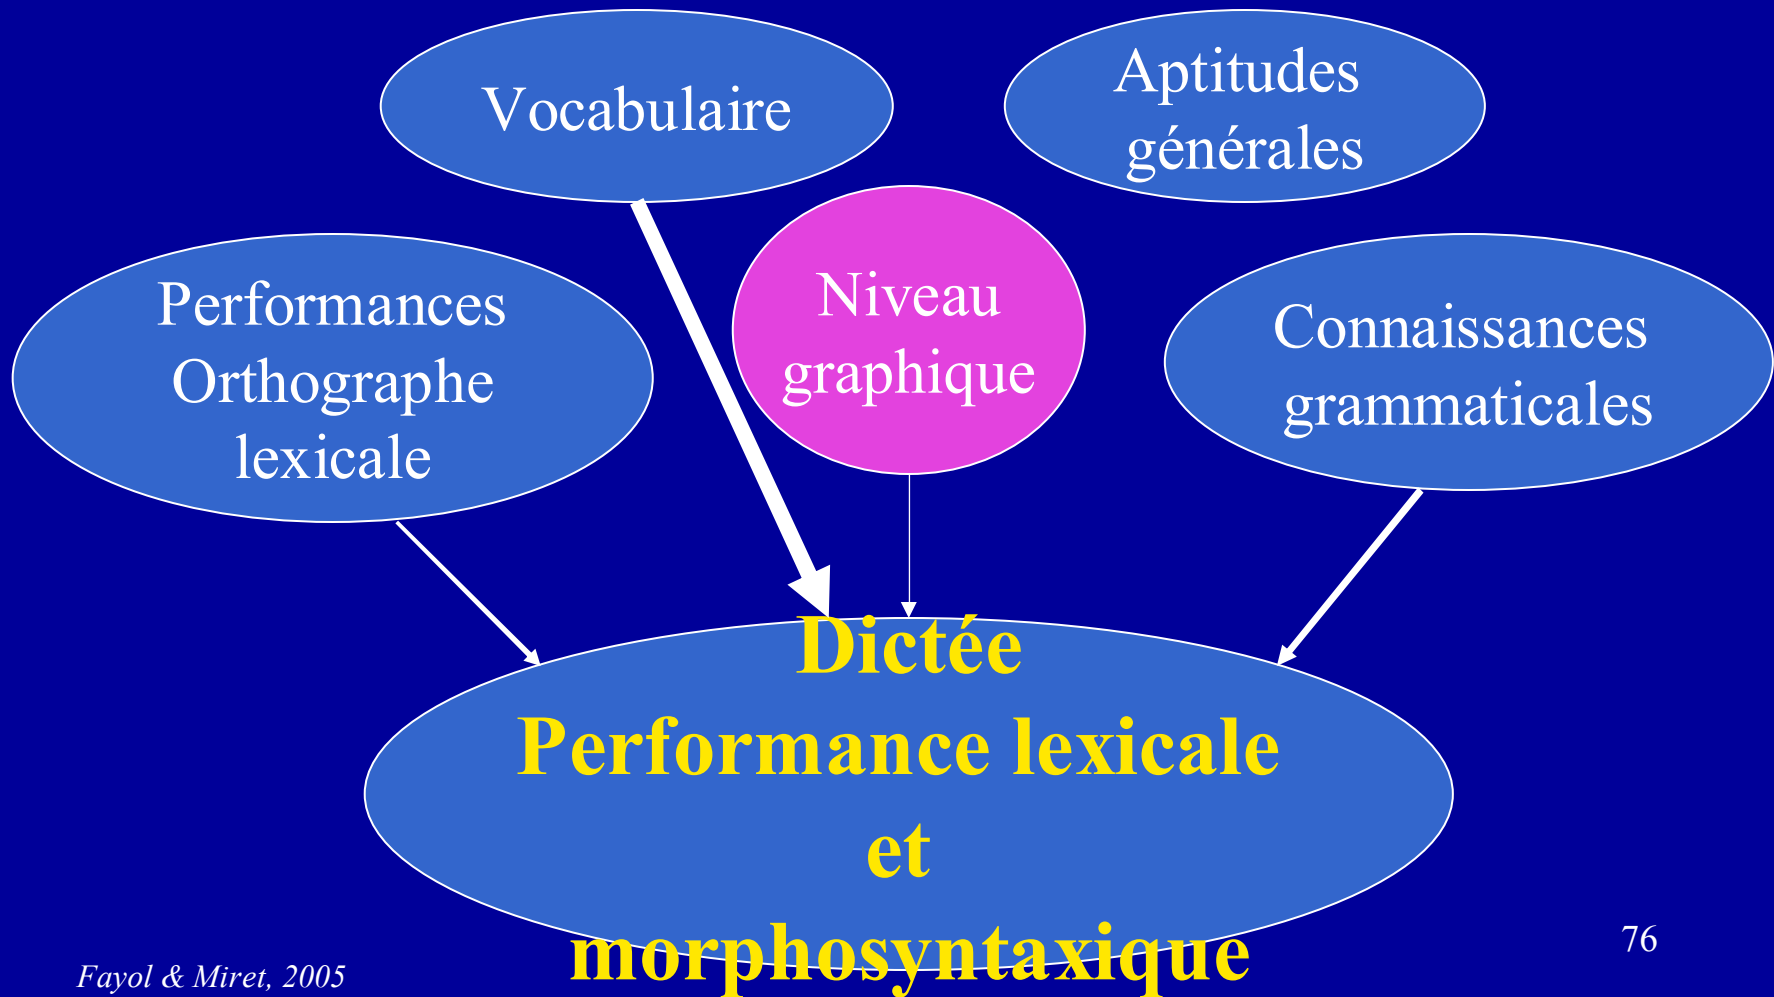 Vocabulaire
Aptitudes
générales
Performances
Orthographe
lexicale
Niveau
graphique
Connaissances
grammaticales
Dictée
Performance lexicale
et
morphosyntaxique
Fayol & Miret, 2005
76